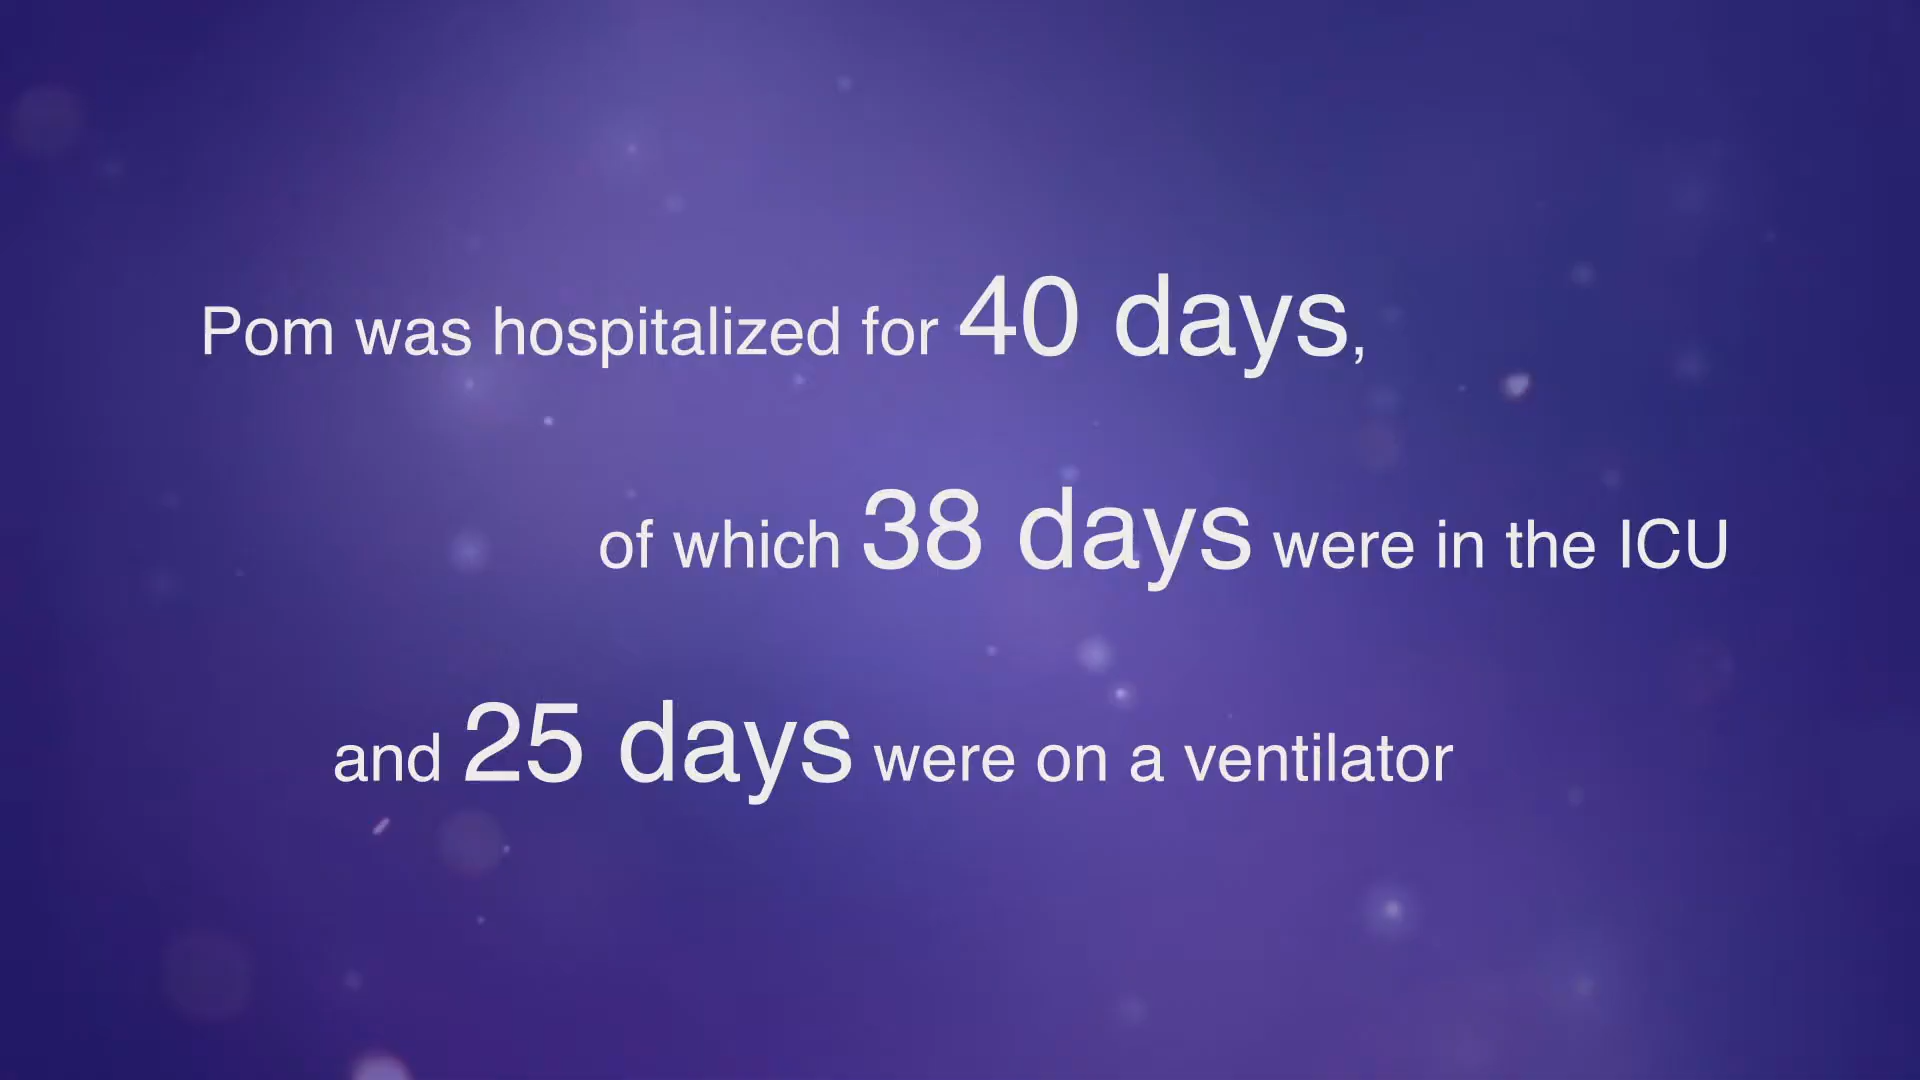 Pom was hospitalized for 40 days,
of which 38 days were in the ICU
and 25 days were on a ventilator